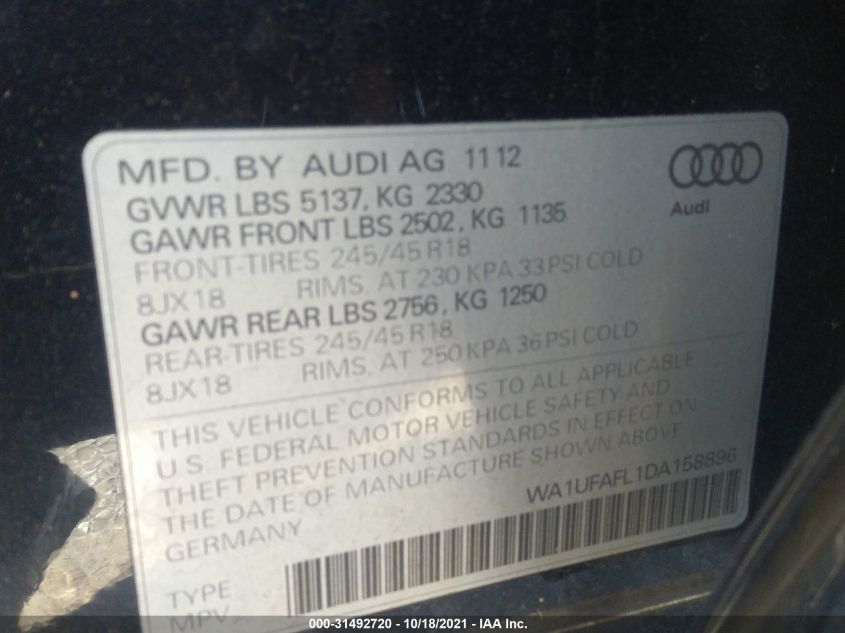 MFD. BY AUDI AG 11 12
Audi
GVWR LBS 5137, KG 2330
GAWR FRONT LBS 2502, KG 1135
FRONT-TIRES 245/45 R18
8JX18 RIMS. AT 230 KPA 33 PSI COLD
GAWR REAR LBS 2756, KG 1250
REAR-TIRES 245/45 R18
8JX18 RIMS. AT 250 KPA 36 PSI COLD
THIS VEHICLE CONFORMS TO ALL APPLICABLE
U.S. FEDERAL MOTOR VEHICLE SAFETY AND
THEFT PREVENTION STANDARDS IN EFFECT ON
THE DATE OF MANUFACTURE SHOWN ABOVE
GERMANY
WA1UFAFL1DA158896
TYPE
MPV
000-31492720 - 10/18/2021 - IAA Inc.